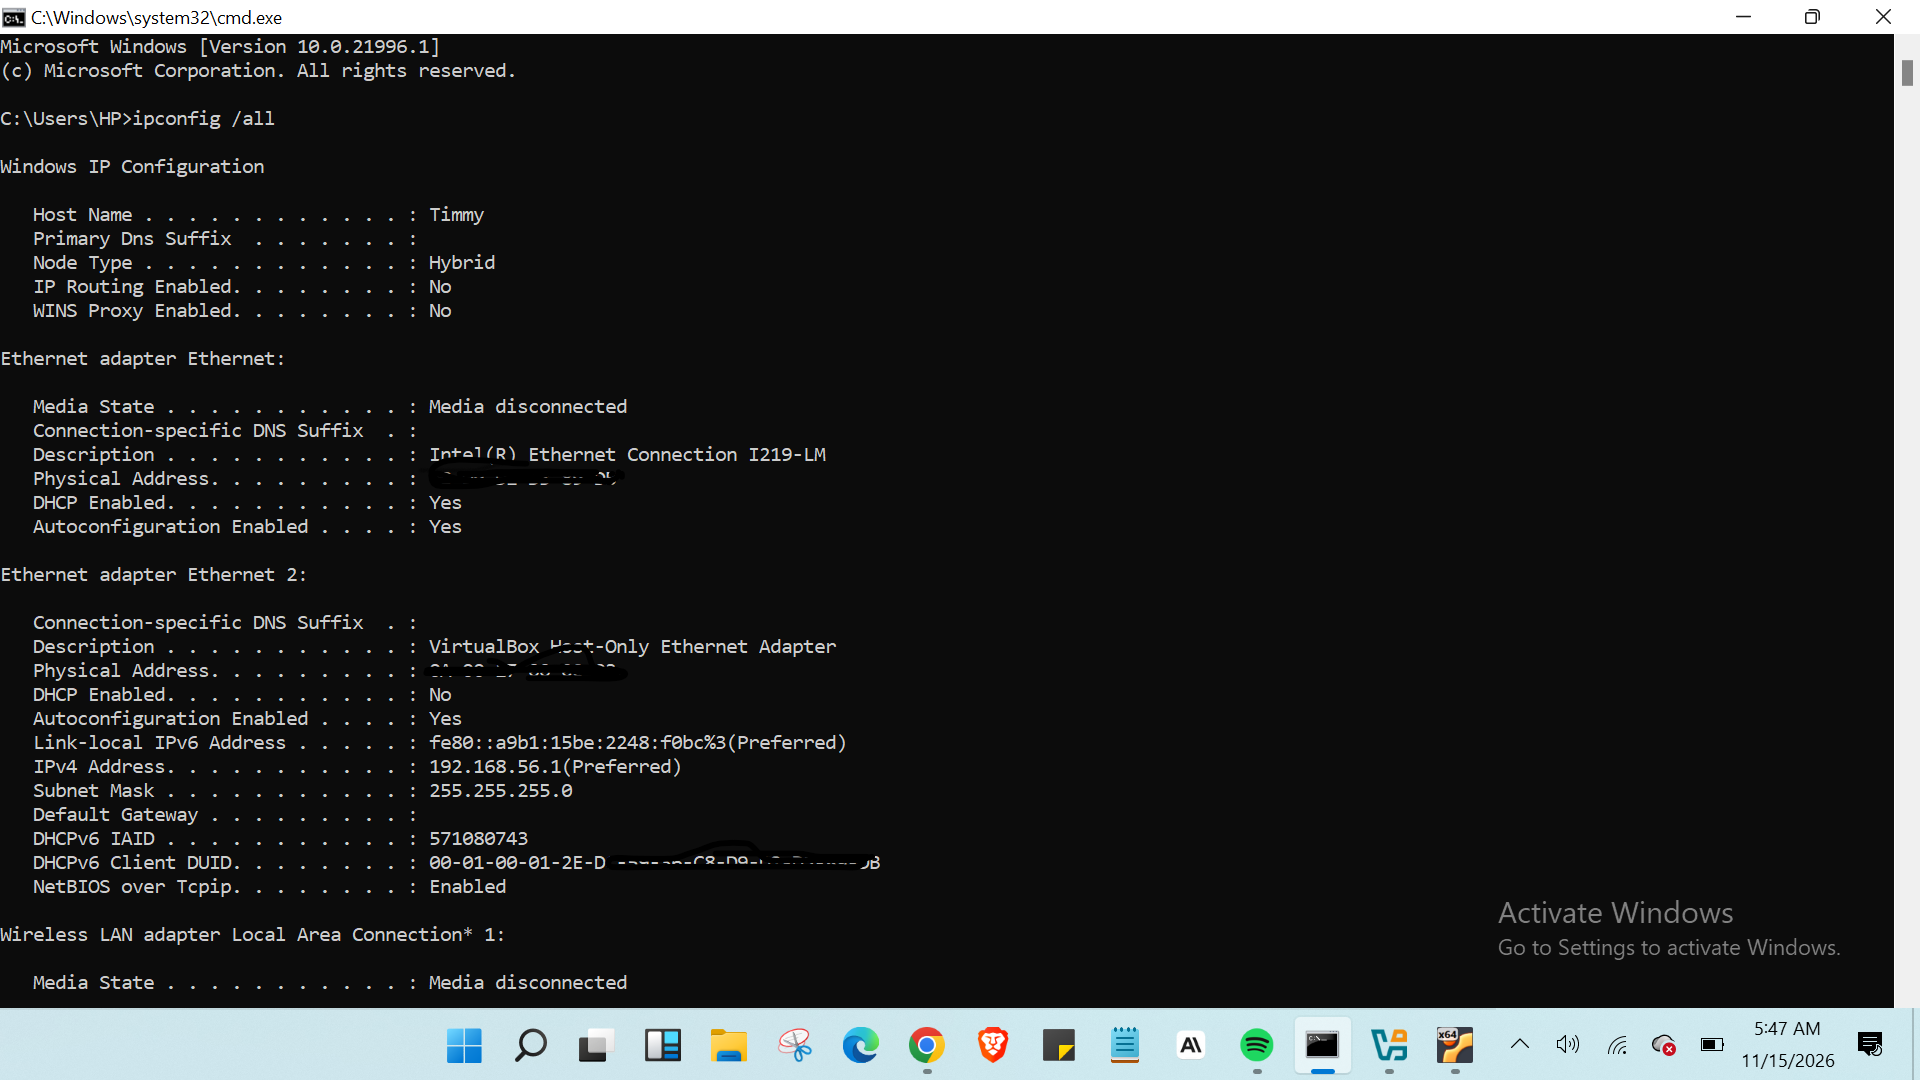 C:\Windows\system32\cmd.exe
Microsoft Windows [Version 10.0.21996.1]
(c) Microsoft Corporation. All rights reserved.
C:\Users\HP>ipconfig /all
Windows IP Configuration
Host Name . . . . . . . . . . . . : Timmy
Primary Dns Suffix  . . . . . . . :
Node Type . . . . . . . . . . . . : Hybrid
IP Routing Enabled. . . . . . . . : No
WINS Proxy Enabled. . . . . . . . : No
Ethernet adapter Ethernet:
Media State . . . . . . . . . . . : Media disconnected
Connection-specific DNS Suffix  . :
Description . . . . . . . . . . . : Intel(R) Ethernet Connection I219-LM
Physical Address. . . . . . . . . :
DHCP Enabled. . . . . . . . . . . : Yes
Autoconfiguration Enabled . . . . : Yes
Ethernet adapter Ethernet 2:
Connection-specific DNS Suffix  . :
Description . . . . . . . . . . . : VirtualBox Host-Only Ethernet Adapter
Physical Address. . . . . . . . . :
DHCP Enabled. . . . . . . . . . . : No
Autoconfiguration Enabled . . . . : Yes
Link-local IPv6 Address . . . . . : fe80::a9b1:15be:2248:f0bc%3(Preferred)
IPv4 Address. . . . . . . . . . . : 192.168.56.1(Preferred)
Subnet Mask . . . . . . . . . . . : 255.255.255.0
Default Gateway . . . . . . . . . :
DHCPv6 IAID . . . . . . . . . . . : 571080743
DHCPv6 Client DUID. . . . . . . . : 00-01-00-01-2E-D
NetBIOS over Tcpip. . . . . . . . : Enabled
Wireless LAN adapter Local Area Connection* 1:
Media State . . . . . . . . . . . : Media disconnected
Activate Windows
Go to Settings to activate Windows.
x64
5:47 AM
11/15/2026